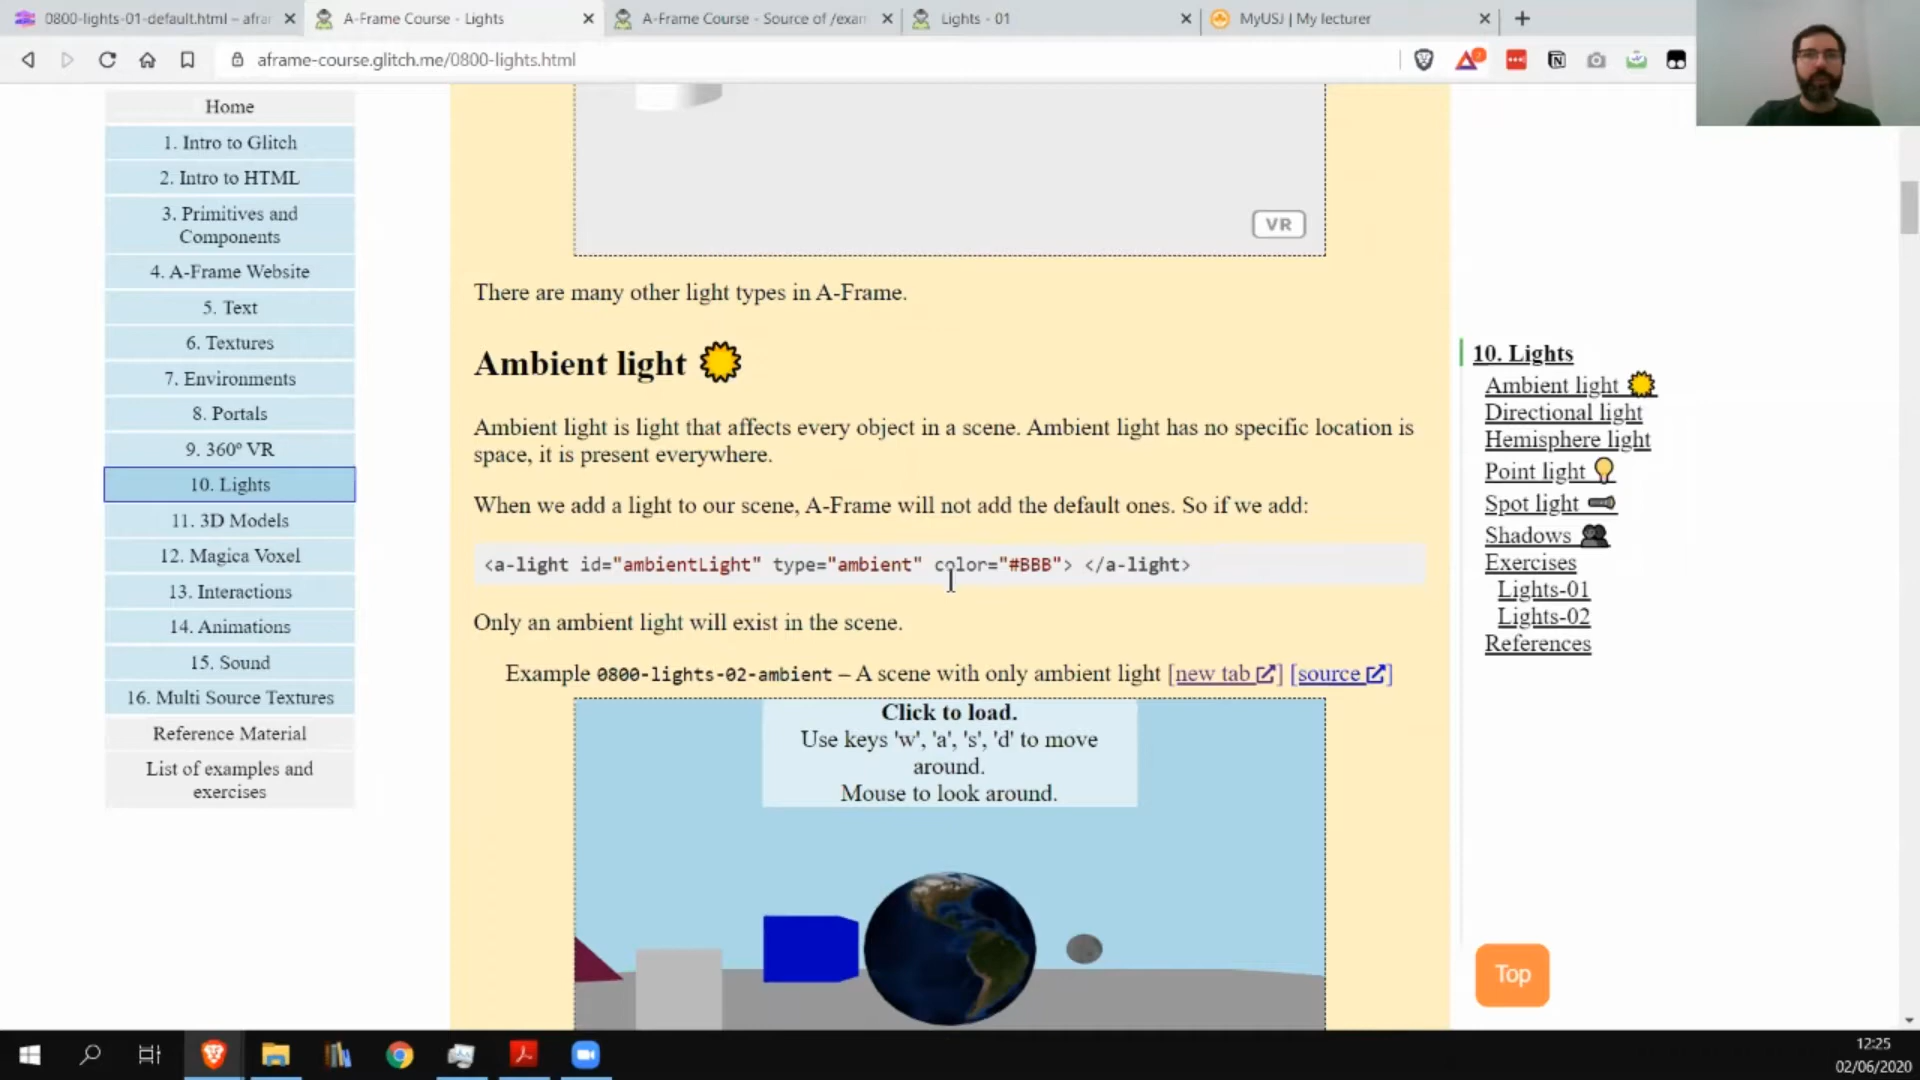 0800-lights-01-default.html – afrar
A-Frame Course - Lights
A-Frame Course - Source of /exam
Lights - 01
MyUSJ | My lecturer
aframe-course.glitch.me/0800-lights.html
Home
1. Intro to Glitch
2. Intro to HTML
3. Primitives and
Components
4. A-Frame Website
5. Text
6. Textures
7. Environments
8. Portals
9. 360º VR
10. Lights
11. 3D Models
12. Magica Voxel
13. Interactions
14. Animations
15. Sound
16. Multi Source Textures
Reference Material
List of examples and
exercises
VR
There are many other light types in A-Frame.
Ambient light
Ambient light is light that affects every object in a scene. Ambient light has no specific location is
space, it is present everywhere.
When we add a light to our scene, A-Frame will not add the default ones. So if we add:
<a-light id="ambientLight" type="ambient" color="#BBB"> </a-light>
Only an ambient light will exist in the scene.
Example 0800-lights-02-ambient – A scene with only ambient light [new tab] [source]
Click to load.
Use keys 'w', 'a', 's', 'd' to move
around.
Mouse to look around.
10. Lights
Ambient light
Directional light
Hemisphere light
Point light
Spot light
Shadows
Exercises
Lights-01
Lights-02
References
Top
12:25
02/06/2020